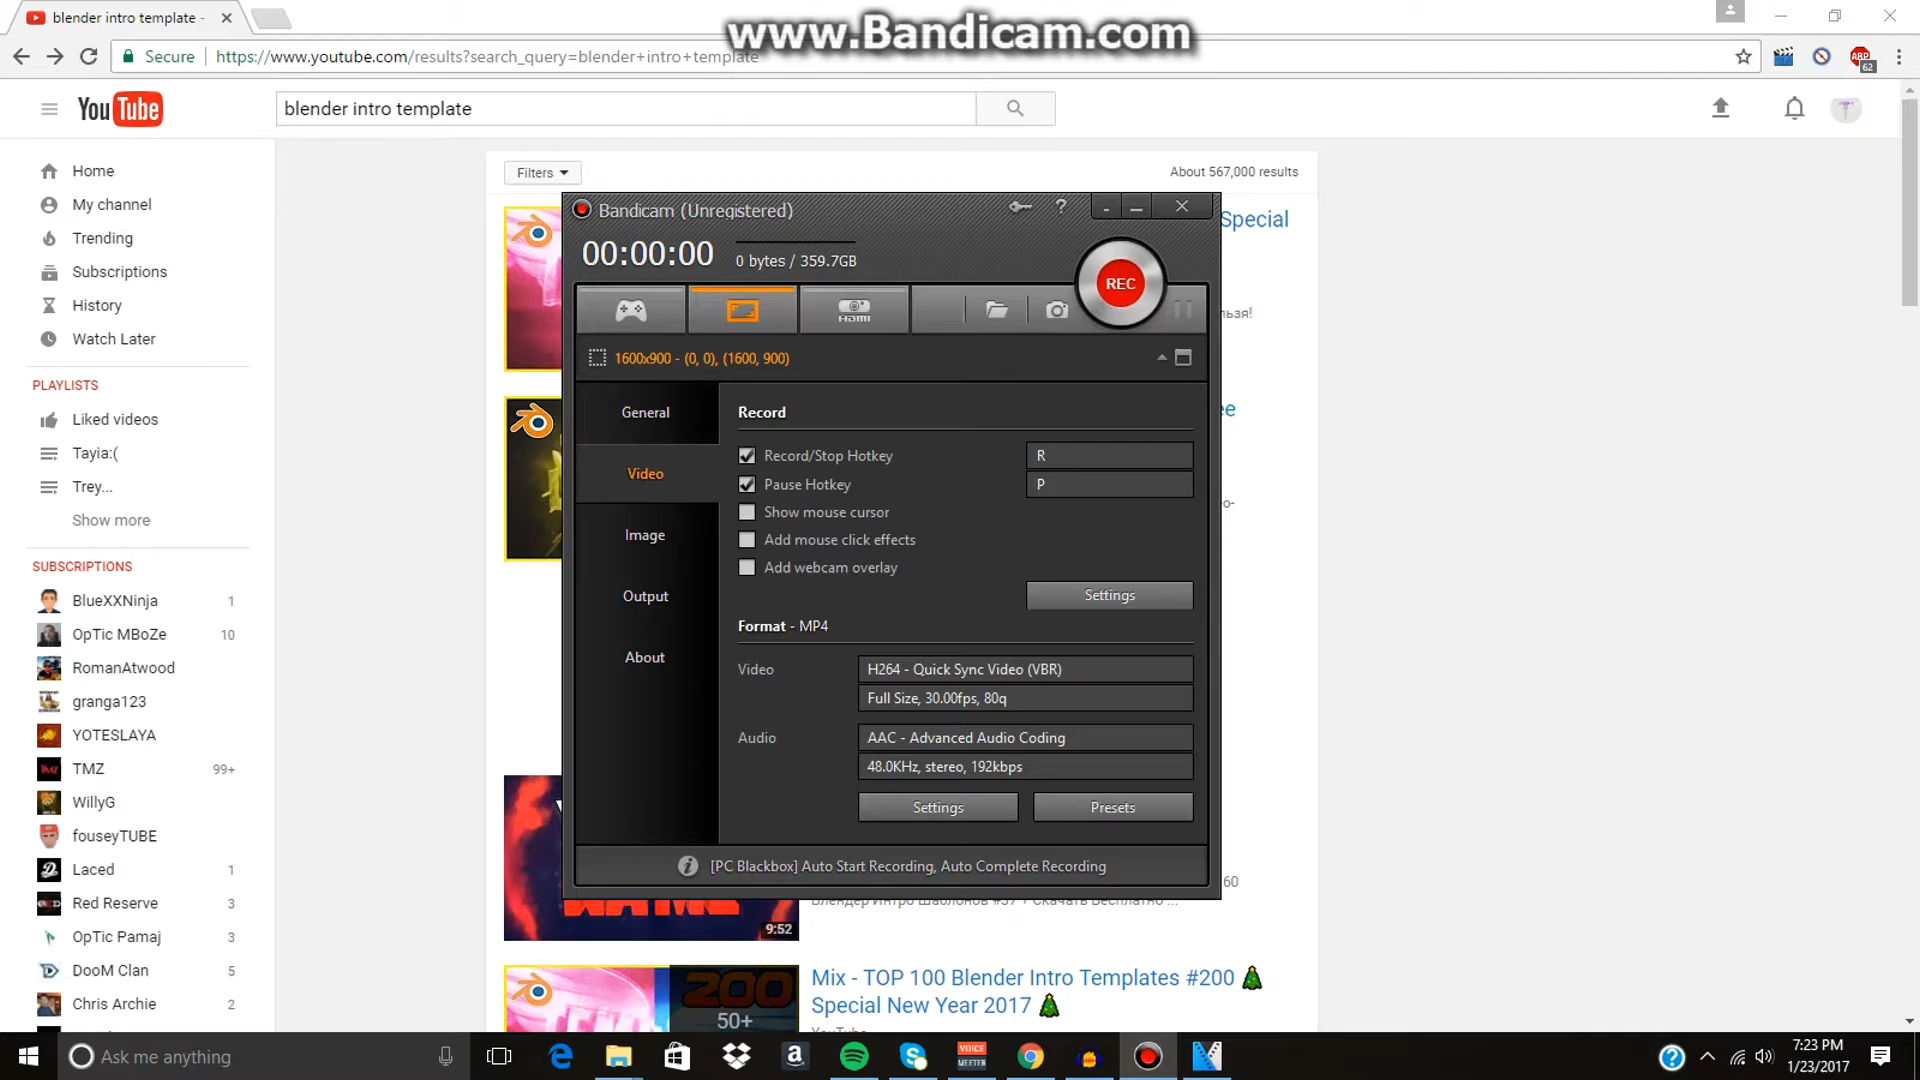 blender intro template -
www.Bandicam.com
Secure
https://www.youtube.com/results?search_query=blender+intro+template
ABP
62
YouTube
blender intro template
Home
My channel
Trending
Subscriptions
History
Watch Later
PLAYLISTS
Liked videos
Tayia:(
Trey...
Show more
SUBSCRIPTIONS
BlueXXNinja 1
OpTic MBoZe 10
RomanAtwood
granga123
YOTESLAYA
TMZ 99+
WillyG
fouseyTUBE
Laced 1
Red Reserve 3
OpTic Pamaj 3
DooM Clan 5
Chris Archie 2
Filters
About 567,000 results
Special
Bandicam (Unregistered)
?
00:00:00
0 bytes / 359.7GB
REC
HDMI
1600x900 - (0, 0), (1600, 900)
General
Video
Image
Output
About
Record
Record/Stop Hotkey R
Pause Hotkey P
Show mouse cursor
Add mouse click effects
Add webcam overlay
Settings
Format - MP4
Video H264 - Quick Sync Video (VBR)
Full Size, 30.00fps, 80q
Audio AAC - Advanced Audio Coding
48.0KHz, stereo, 192kbps
Settings Presets
[PC Blackbox] Auto Start Recording, Auto Complete Recording
60
9:52
Mix - TOP 100 Blender Intro Templates #200
Special New Year 2017
YouTube
200
50+
Ask me anything
VOICE
MEETER
7:23 PM
1/23/2017